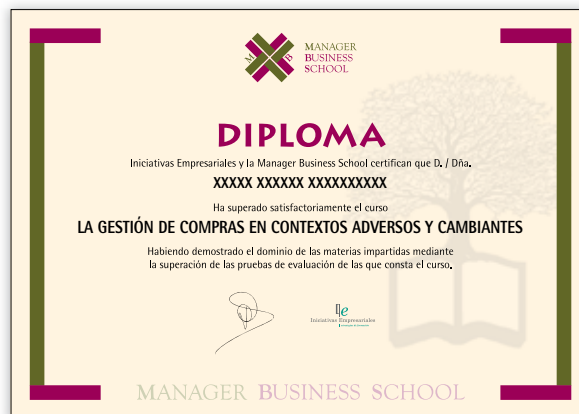 M B
MANAGER
BUSINESS
SCHOOL
DIPLOMA
Iniciativas Empresariales y la Manager Business School certifican que D. / Dña.
XXXXX XXXXXX XXXXXXXXXX
Ha superado satisfactoriamente el curso
LA GESTIÓN DE COMPRAS EN CONTEXTOS ADVERSOS Y CAMBIANTES
Habiendo demostrado el dominio de las materias impartidas mediante
la superación de las pruebas de evaluación de las que consta el curso.
Ie
Iniciativas Empresariales
MANAGER BUSINESS SCHOOL